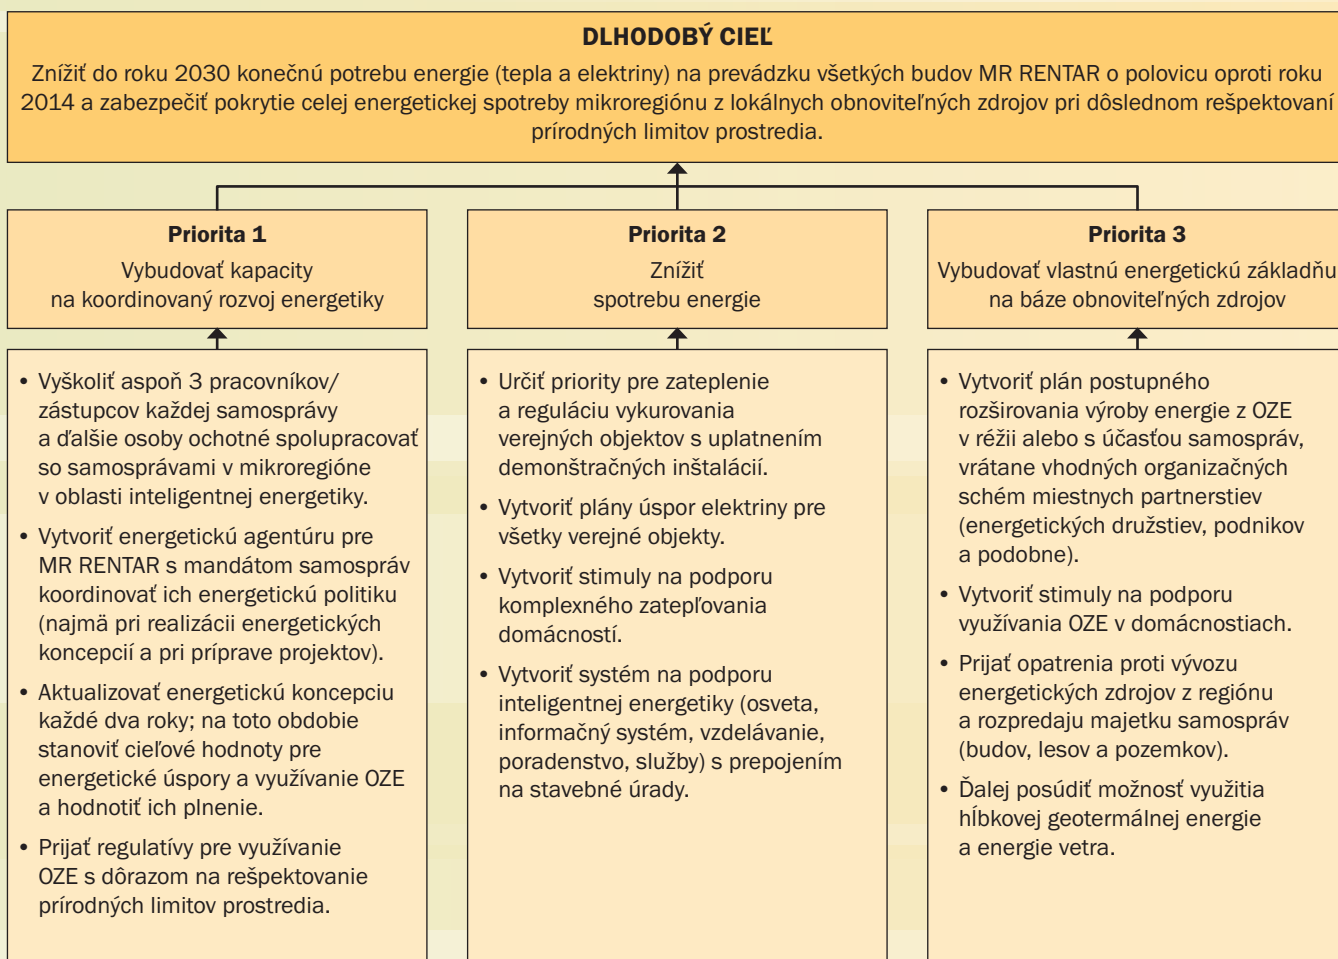 DLHODOBÝ CIEĽ
Znížiť do roku 2030 konečnú potrebu energie (tepla a elektriny) na prevádzku všetkých budov MR RENTAR o polovicu oproti roku
2014 a zabezpečiť pokrytie celej energetickej spotreby mikroregiónu z lokálnych obnoviteľných zdrojov pri dôslednom rešpektovaní
prírodných limitov prostredia.
Priorita 1
Vybudovať kapacity
na koordinovaný rozvoj energetiky
• Vyškoliť aspoň 3 pracovníkov/
zástupcov každej samosprávy
a ďalšie osoby ochotné spolupracovať
so samosprávami v mikroregióne
v oblasti inteligentnej energetiky.
• Vytvoriť energetickú agentúru pre
MR RENTAR s mandátom samospráv
koordinovať ich energetickú politiku
(najmä pri realizácii energetických
koncepcií a pri príprave projektov).
• Aktualizovať energetickú koncepciu
každé dva roky; na toto obdobie
stanoviť cieľové hodnoty pre
energetické úspory a využívanie OZE
a hodnotiť ich plnenie.
• Prijať regulatívy pre využívanie
OZE s dôrazom na rešpektovanie
prírodných limitov prostredia.
Priorita 2
Znížiť
spotrebu energie
• Určiť priority pre zateplenie
a reguláciu vykurovania
verejných objektov s uplatnením
demonštračných inštalácií.
• Vytvoriť plány úspor elektriny pre
všetky verejné objekty.
• Vytvoriť stimuly na podporu
komplexného zatepľovania
domácností.
• Vytvoriť systém na podporu
inteligentnej energetiky (osveta,
informačný systém, vzdelávanie,
poradenstvo, služby) s prepojením
na stavebné úrady.
Priorita 3
Vybudovať vlastnú energetickú základňu
na báze obnoviteľných zdrojov
• Vytvoriť plán postupného
rozširovania výroby energie z OZE
v réžii alebo s účasťou samospráv,
vrátane vhodných organizačných
schém miestnych partnerstiev
(energetických družstiev, podnikov
a podobne).
• Vytvoriť stimuly na podporu
využívania OZE v domácnostiach.
• Prijať opatrenia proti vývozu
energetických zdrojov z regiónu
a rozpredaju majetku samospráv
(budov, lesov a pozemkov).
• Ďalej posúdiť možnosť využitia
hĺbkovej geotermálnej energie
a energie vetra.